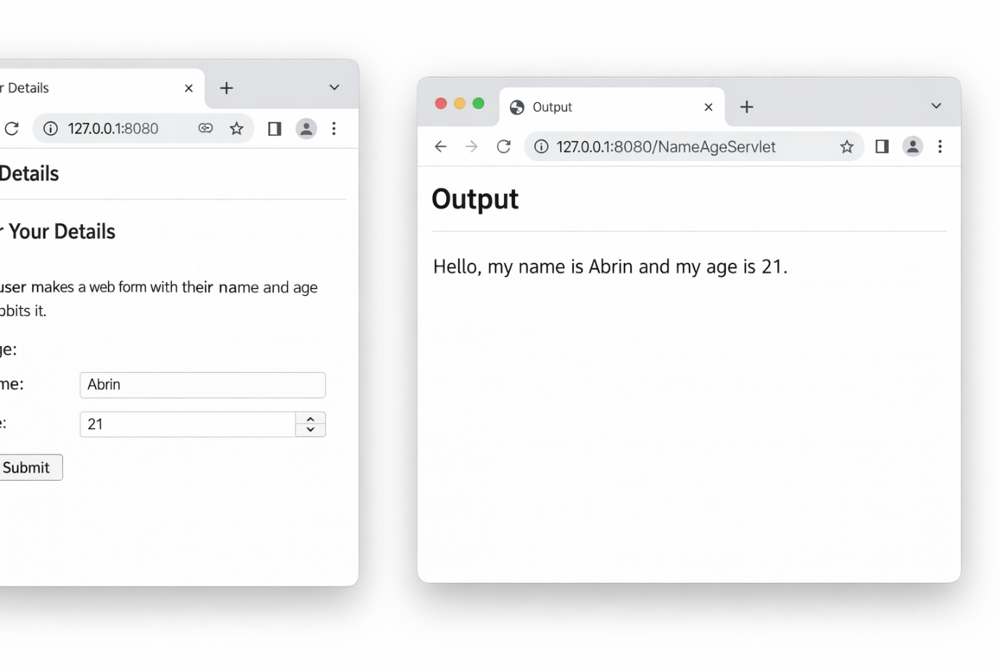 r Details
127.0.0.1:8080
Details
r Your Details
user makes a web form with their name and age
bbits it.
ge:
me:
Abrin
e:
21
Submit
Output
127.0.0.1:8080/NameAgeServlet
Output
Hello, my name is Abrin and my age is 21.